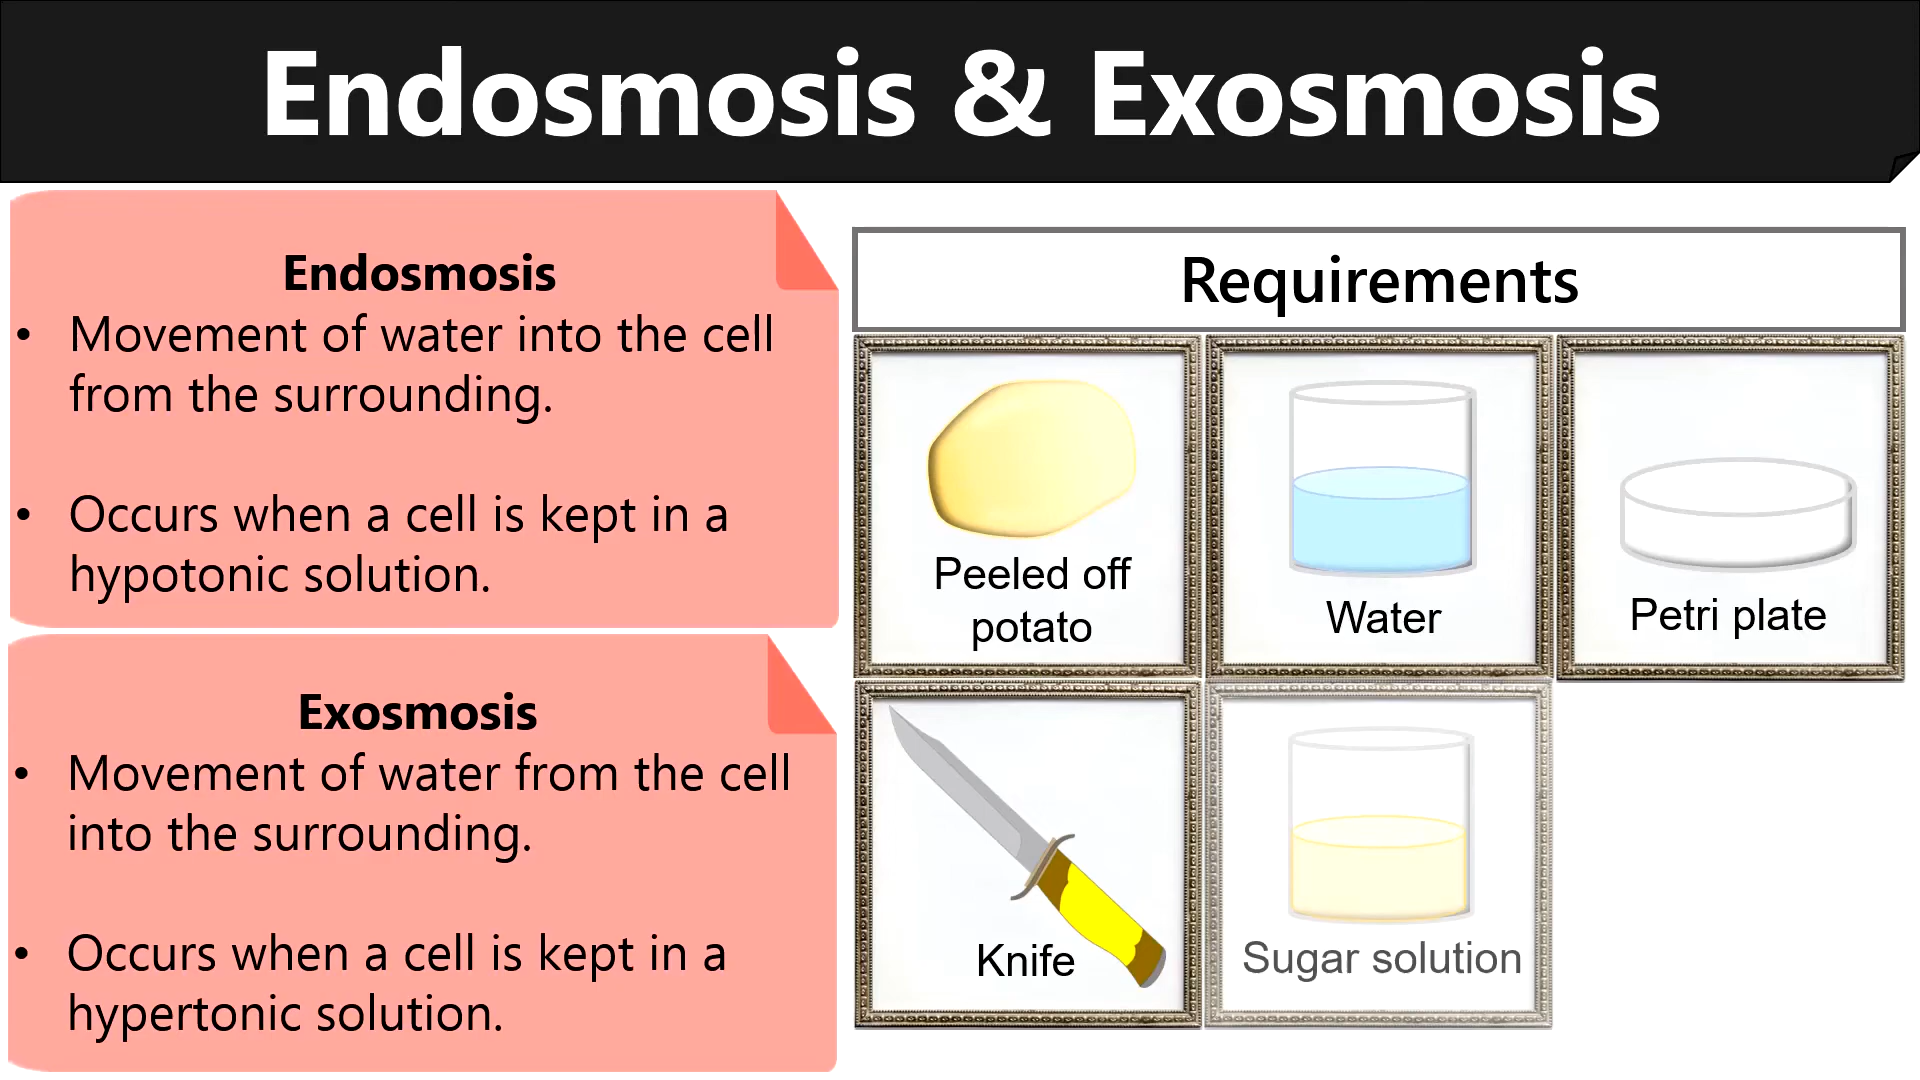 Endosmosis & Exosmosis
Endosmosis
• Movement of water into the cell
from the surrounding.
• Occurs when a cell is kept in a
hypotonic solution.
Exosmosis
• Movement of water from the cell
into the surrounding.
• Occurs when a cell is kept in a
hypertonic solution.
Requirements
Peeled off
potato
Water
Petri plate
Knife
Sugar solution